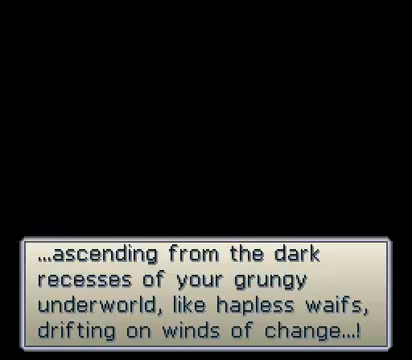 …ascending from the dark
recesses of your grungy
underworld, like hapless waifs,
drifting on winds of change…!